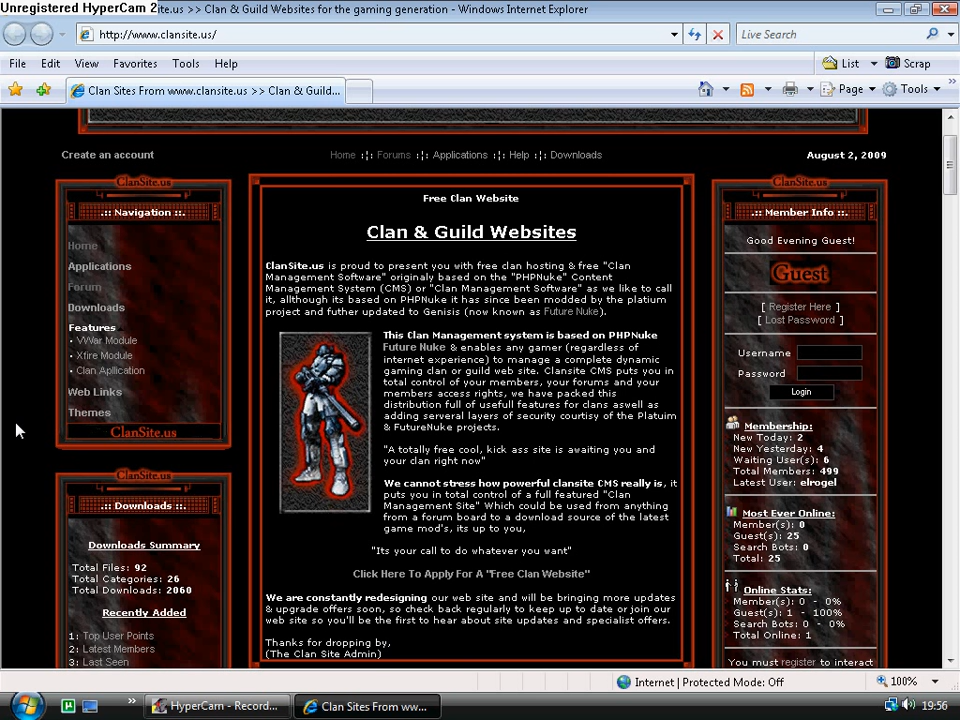 Unregistered HyperCam 2
ite.us >> Clan & Guild Websites for the gaming generation - Windows Internet Explorer
http://www.clansite.us/
Live Search
File Edit View Favorites Tools Help
List Scrap
Clan Sites From www.clansite.us >> Clan & Guild...
Page Tools
Create an account
Home :¦: Forums :¦: Applications :¦: Help :¦: Downloads
August 2, 2009
ClanSite.us
.:: Navigation ::.
Home
Applications
Forum
Downloads
Features
• VWar Module
• Xfire Module
• Clan Apllication
Web Links
Themes
ClanSite.us
ClanSite.us
.:: Downloads ::.
Downloads Summary
Total Files: 92
Total Categories: 26
Total Downloads: 2060
Recently Added
1: Top User Points
2: Latest Members
3: Last Seen
Free Clan Website
Clan & Guild Websites
ClanSite.us is proud to present you with free clan hosting & free "Clan
Management Software" originaly based on the "PHPNuke" Content
Management System (CMS) or "Clan Management Software" as we like to call
it, allthough its based on PHPNuke it has since been modded by the platium
project and futher updated to Genisis (now known as Future Nuke).
This Clan Management system is based on PHPNuke
Future Nuke & enables any gamer (regardless of
internet experience) to manage a complete dynamic
gaming clan or guild web site. Clansite CMS puts you in
total control of your members, your forums and your
members access rights, we have packed this
distribution full of usefull features for clans aswell as
adding serveral layers of security courtisy of the Platuim
& FutureNuke projects.
"A totally free cool, kick ass site is awaiting you and
your clan right now"
We cannot stress how powerful clansite CMS really is, it
puts you in total control of a full featured "Clan
Management Site" Which could be used from anything
from a forum board to a download source of the latest
game mod's, its up to you,
"Its your call to do whatever you want"
Click Here To Apply For A "Free Clan Website"
We are constantly redesigning our web site and will be bringing more updates
& upgrade offers soon, so check back regularly to keep up to date or join our
web site so you'll be the first to hear about site updates and specialist offers.
Thanks for dropping by,
(The Clan Site Admin)
ClanSite.us
.:: Member Info ::.
Good Evening Guest!
Guest
[ Register Here ]
[ Lost Password ]
Username
Password
Login
Membership:
New Today: 2
New Yesterday: 4
Waiting User(s): 6
Total Members: 499
Latest User: elrogel
Most Ever Online:
Member(s): 0
Guest(s): 25
Search Bots: 0
Total: 25
Online Stats:
Member(s): 0 - 0%
Guest(s): 1 - 100%
Search Bots: 0 - 0%
Total Online: 1
You must register to interact
Internet | Protected Mode: Off
100%
HyperCam - Record...
Clan Sites From ww...
19:56